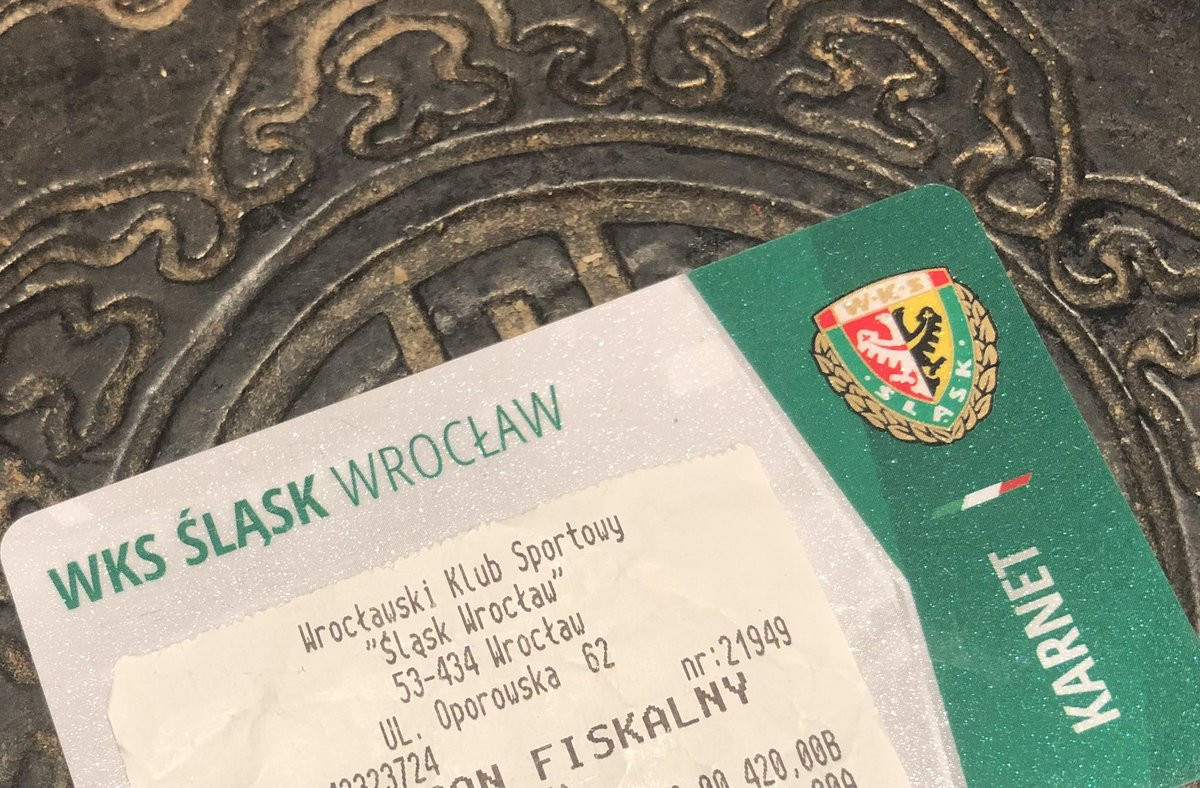 WKS ŚLĄSK WROCŁAW
W·K·S
·ŚLĄSK·
KARNET
Wrocławski Klub Sportowy
"Śląsk Wrocław"
53-434 Wrocław
UL. Oporowska 62
nr:21949
FISKALNY
420,00B